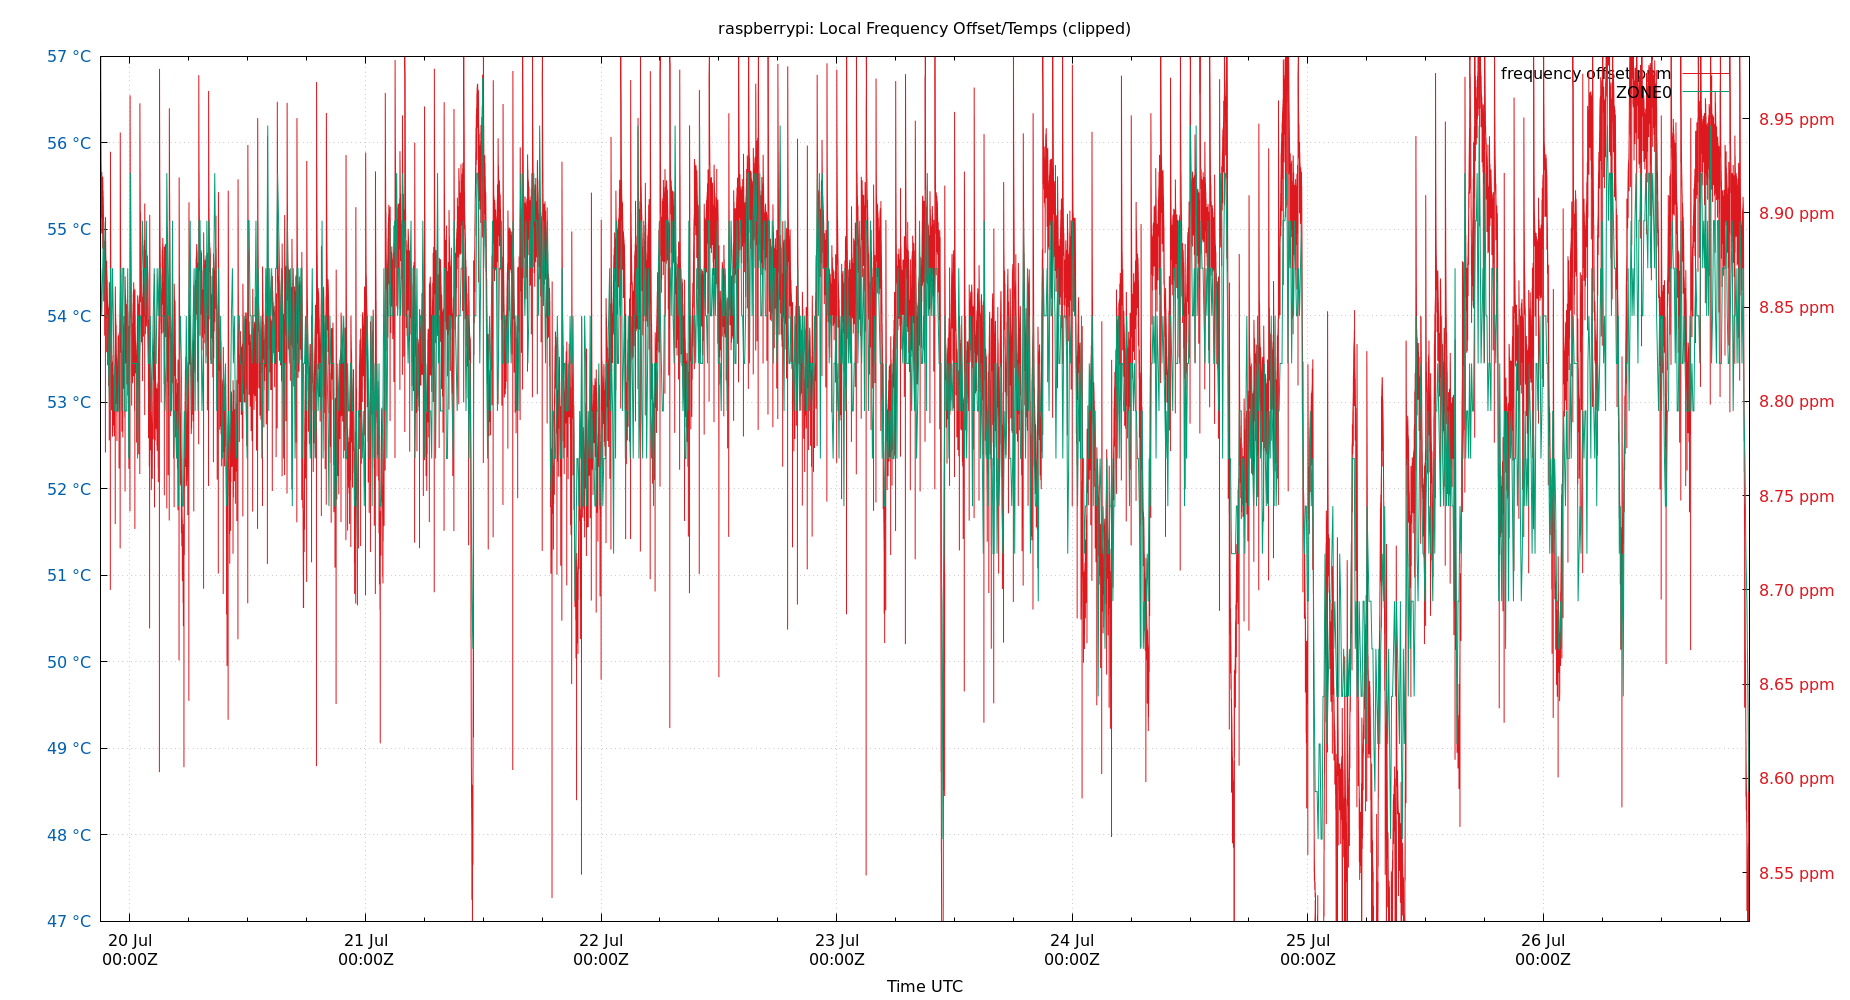 raspberrypi: Local Frequency Offset/Temps (clipped)
57 °C
56 °C
55 °C
54 °C
53 °C
52 °C
51 °C
50 °C
49 °C
48 °C
47 °C
frequency offset ppm
ZONE0
8.95 ppm
8.90 ppm
8.85 ppm
8.80 ppm
8.75 ppm
8.70 ppm
8.65 ppm
8.60 ppm
8.55 ppm
20 Jul 21 Jul 22 Jul 23 Jul 24 Jul 25 Jul 26 Jul
00:00Z 00:00Z 00:00Z 00:00Z 00:00Z 00:00Z 00:00Z
Time UTC